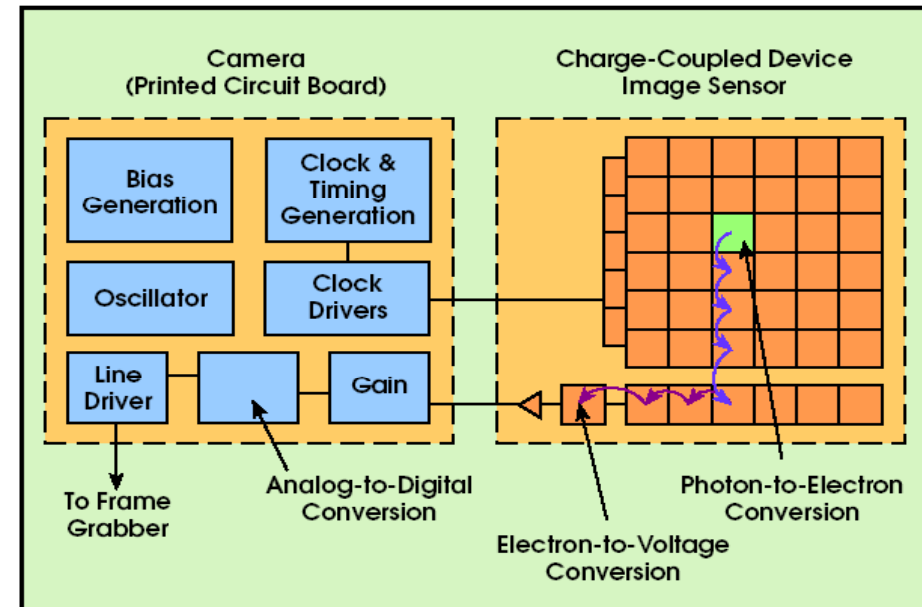 Camera
(Printed Circuit Board)
Charge-Coupled Device
Image Sensor
Bias
Generation
Clock &
Timing
Generation
Oscillator
Clock
Drivers
Line
Driver
Gain
To Frame
Grabber
Analog-to-Digital
Conversion
Electron-to-Voltage
Conversion
Photon-to-Electron
Conversion